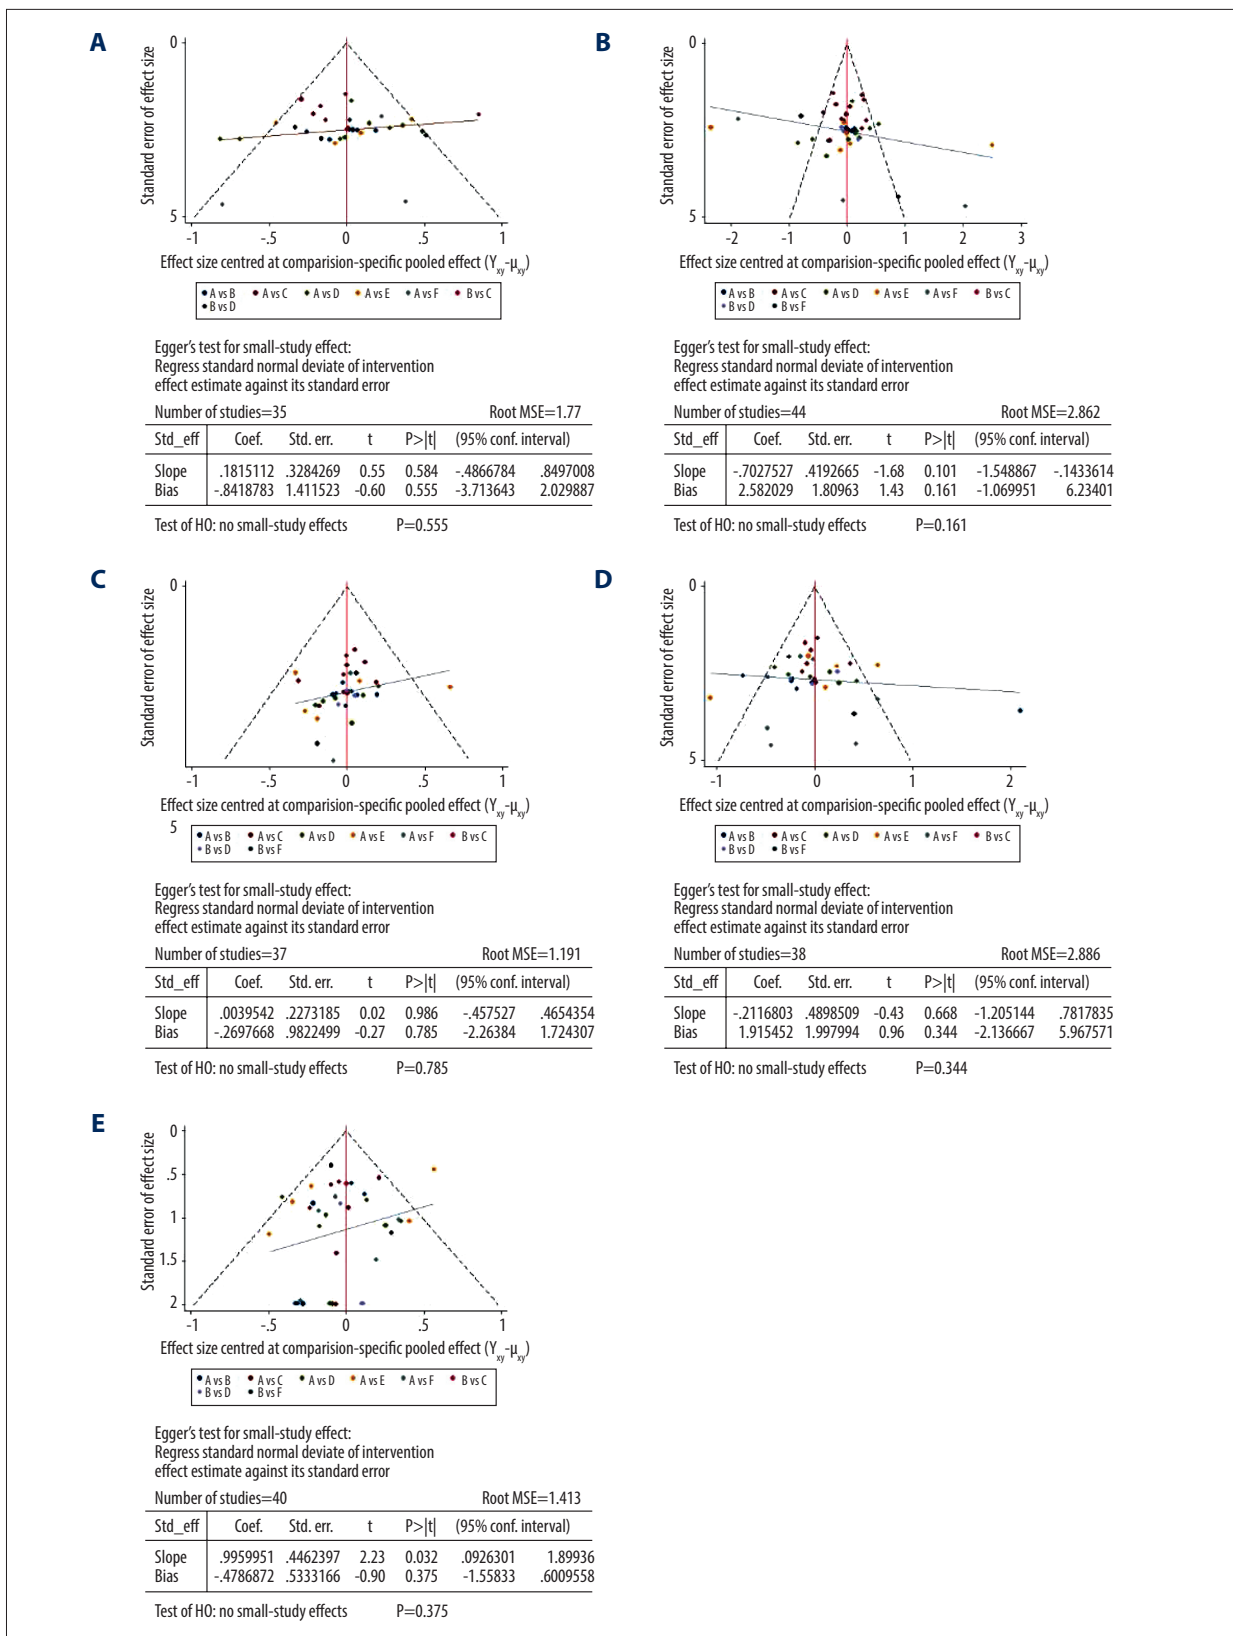 A
Standard error of effect size
0
5
-1 -.5 0 .5 1
Effect size centred at comparision-specific pooled effect (Yxy-μxy)
A vs B A vs C A vs D A vs E A vs F B vs C
B vs D
Egger's test for small-study effect:
Regress standard normal deviate of intervention
effect estimate against its standard error
Number of studies=35 Root MSE=1.77
Std_eff Coef. Std. err. t P>|t| (95% conf. interval)
Slope .1815112 .3284269 0.55 0.584 -.4866784 .8497008
Bias -.8418783 1.411523 -0.60 0.555 -3.713643 2.029887
Test of HO: no small-study effects P=0.555
B
Standard error of effect size
0
5
-2 -1 0 1 2 3
Effect size centred at comparision-specific pooled effect (Yxy-μxy)
A vs B A vs C A vs D A vs E A vs F B vs C
B vs D B vs F
Egger's test for small-study effect:
Regress standard normal deviate of intervention
effect estimate against its standard error
Number of studies=44 Root MSE=2.862
Std_eff Coef. Std. err. t P>|t| (95% conf. interval)
Slope -.7027527 .4192665 -1.68 0.101 -1.548867 -.1433614
Bias 2.582029 1.80963 1.43 0.161 -1.069951 6.23401
Test of HO: no small-study effects P=0.161
C
Standard error of effect size
0
-1 -.5 0 .5 1
Effect size centred at comparision-specific pooled effect (Yxy-μxy)
5
A vs B A vs C A vs D A vs E A vs F B vs C
B vs D B vs F
Egger's test for small-study effect:
Regress standard normal deviate of intervention
effect estimate against its standard error
Number of studies=37 Root MSE=1.191
Std_eff Coef. Std. err. t P>|t| (95% conf. interval)
Slope .0039542 .2273185 0.02 0.986 -.457527 .4654354
Bias -.2697668 .9822499 -0.27 0.785 -2.26384 1.724307
Test of HO: no small-study effects P=0.785
D
Standard error of effect size
0
5
-1 0 1 2
Effect size centred at comparision-specific pooled effect (Yxy-μxy)
A vs B A vs C A vs D A vs E A vs F B vs C
B vs D B vs F
Egger's test for small-study effect:
Regress standard normal deviate of intervention
effect estimate against its standard error
Number of studies=38 Root MSE=2.886
Std_eff Coef. Std. err. t P>|t| (95% conf. interval)
Slope -.2116803 .4898509 -0.43 0.668 -1.205144 .7817835
Bias 1.915452 1.997994 0.96 0.344 -2.136667 5.967571
Test of HO: no small-study effects P=0.344
E
Standard error of effect size
0
.5
1
1.5
2
-1 -.5 0 .5 1
Effect size centred at comparision-specific pooled effect (Yxy-μxy)
A vs B A vs C A vs D A vs E A vs F B vs C
B vs D B vs F
Egger's test for small-study effect:
Regress standard normal deviate of intervention
effect estimate against its standard error
Number of studies=40 Root MSE=1.413
Std_eff Coef. Std. err. t P>|t| (95% conf. interval)
Slope .9959951 .4462397 2.23 0.032 .0926301 1.89936
Bias -.4786872 .5333166 -0.90 0.375 -1.55833 .6009558
Test of HO: no small-study effects P=0.375